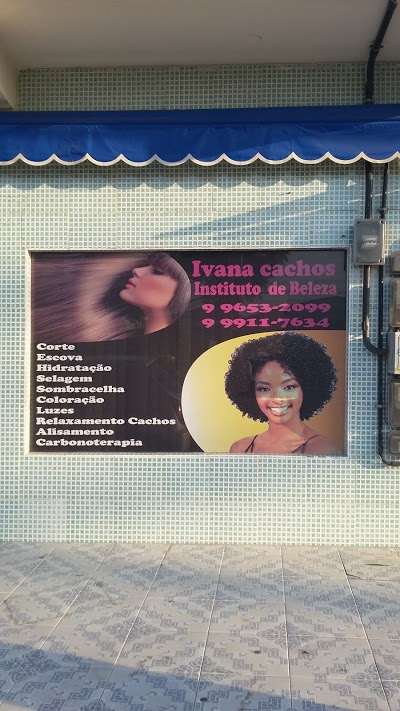 Ivana cachos
Instituto de Beleza
9 9653-2099
9 9911-7634
Corte
Escova
Hidratação
Selagem
Sombracelha
Coloração
Luzes
Relaxamento Cachos
Alisamento
Carbonoterapia